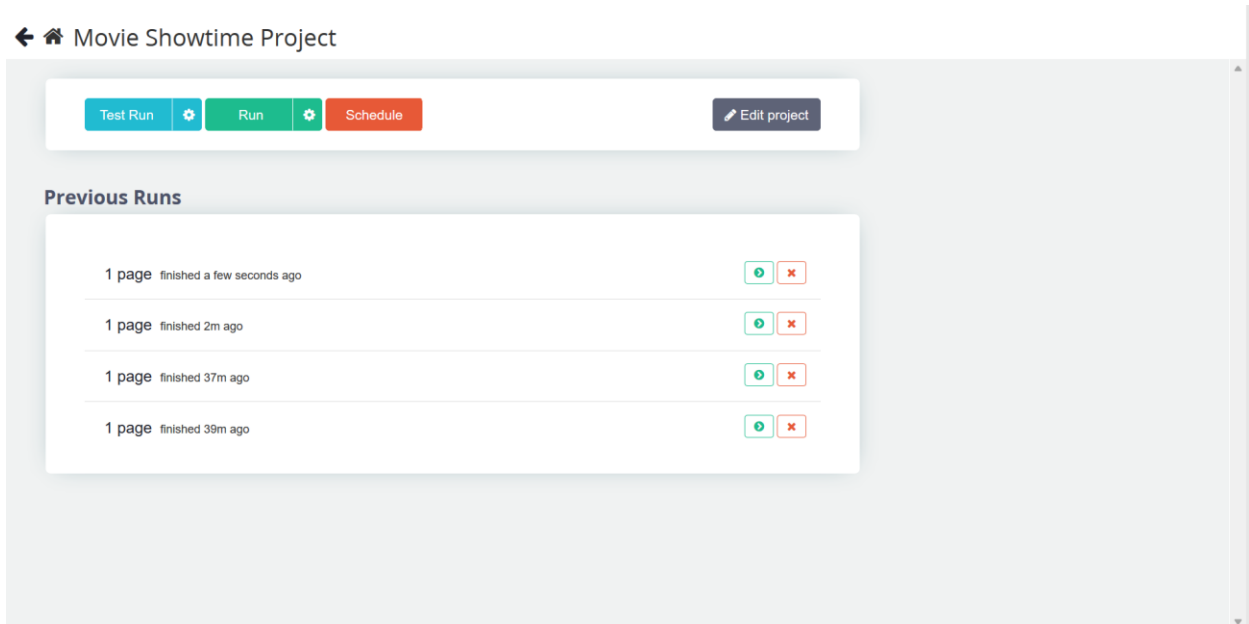 Movie Showtime Project
Test Run Run Schedule Edit project
Previous Runs
1 page finished a few seconds ago
1 page finished 2m ago
1 page finished 37m ago
1 page finished 39m ago